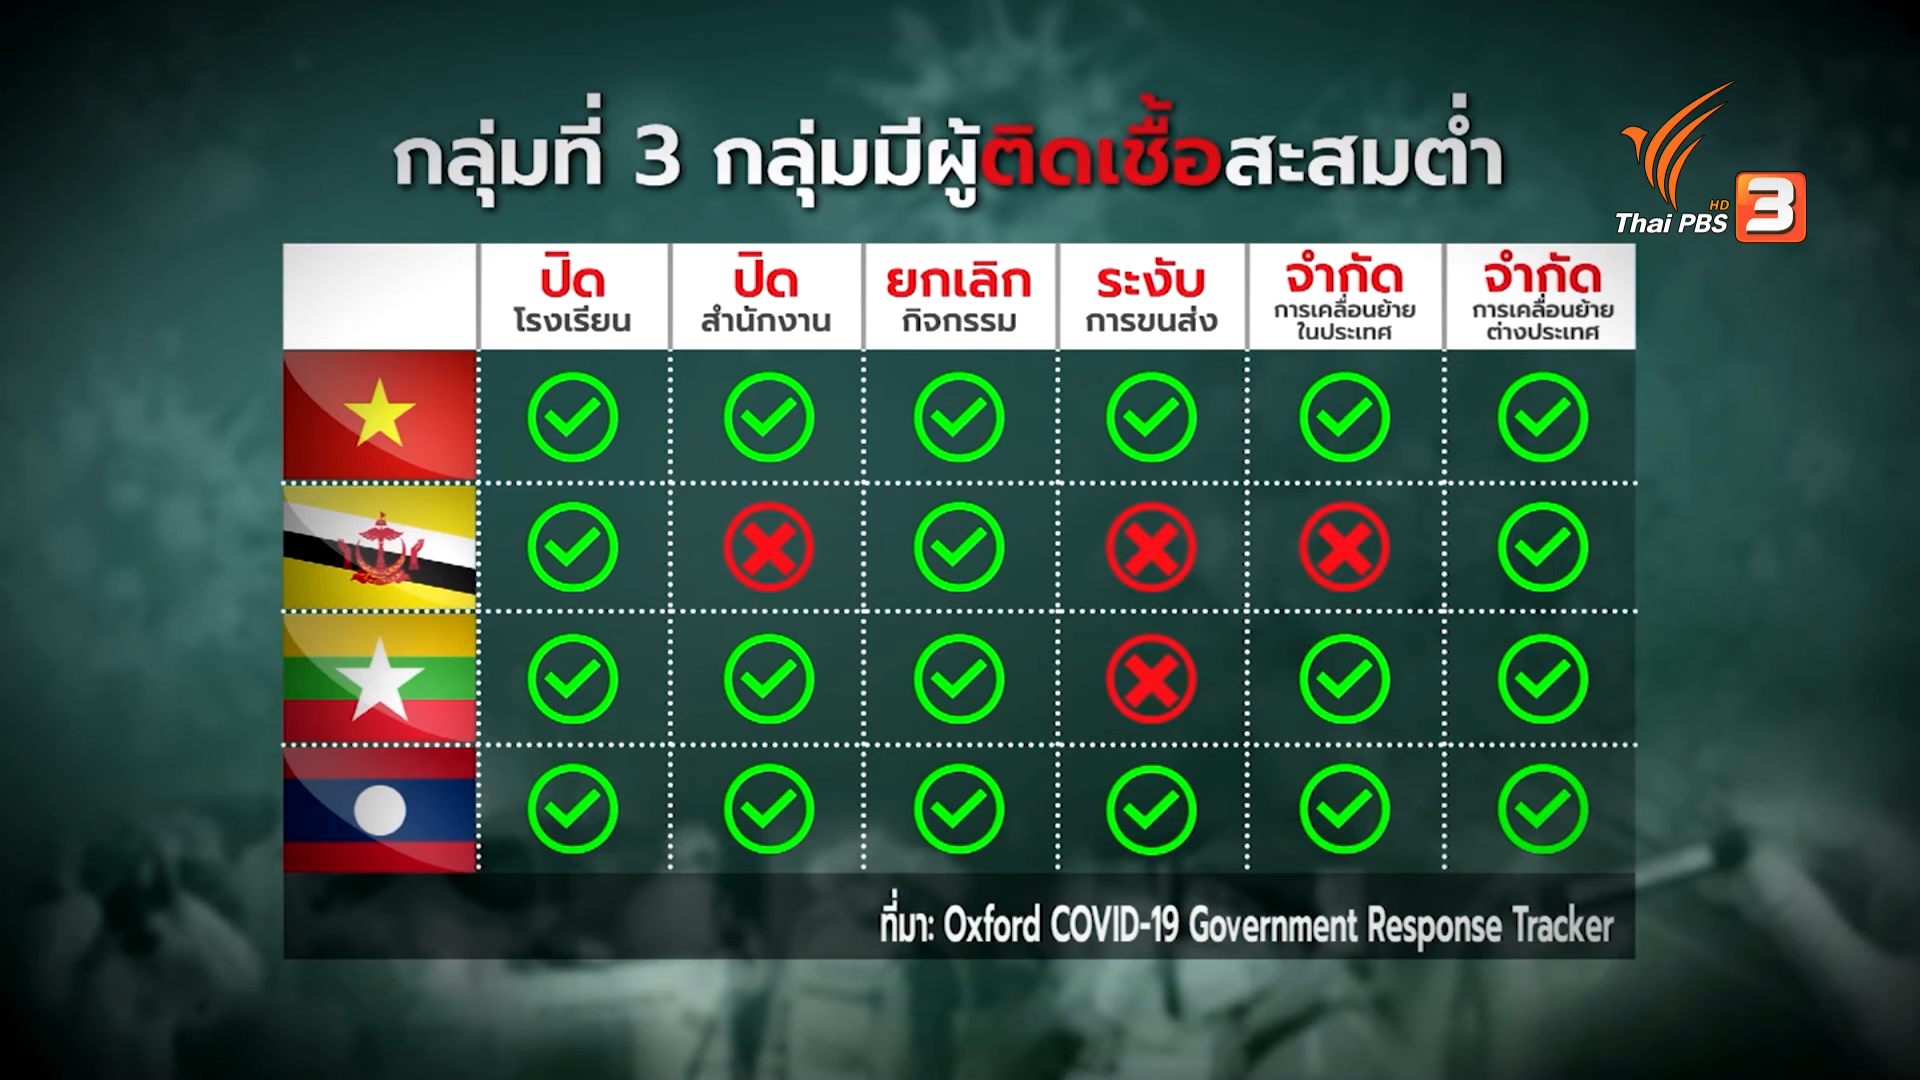 กลุ่มที่ 3 กลุ่มมีผู้ติดเชื้อสะสมต่ำ
HD
Thai PBS 3
ปิด
โรงเรียน
ปิด
สำนักงาน
ยกเลิก
กิจกรรม
ระงับ
การขนส่ง
จำกัด
การเคลื่อนย้าย
ในประเทศ
จำกัด
การเคลื่อนย้าย
ต่างประเทศ
ที่มา: Oxford COVID-19 Government Response Tracker